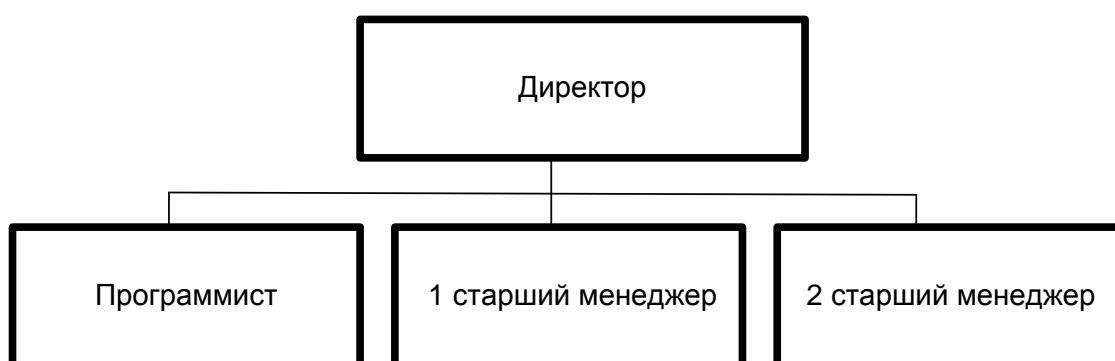 Директор
Программист
1 старший менеджер
2 старший менеджер